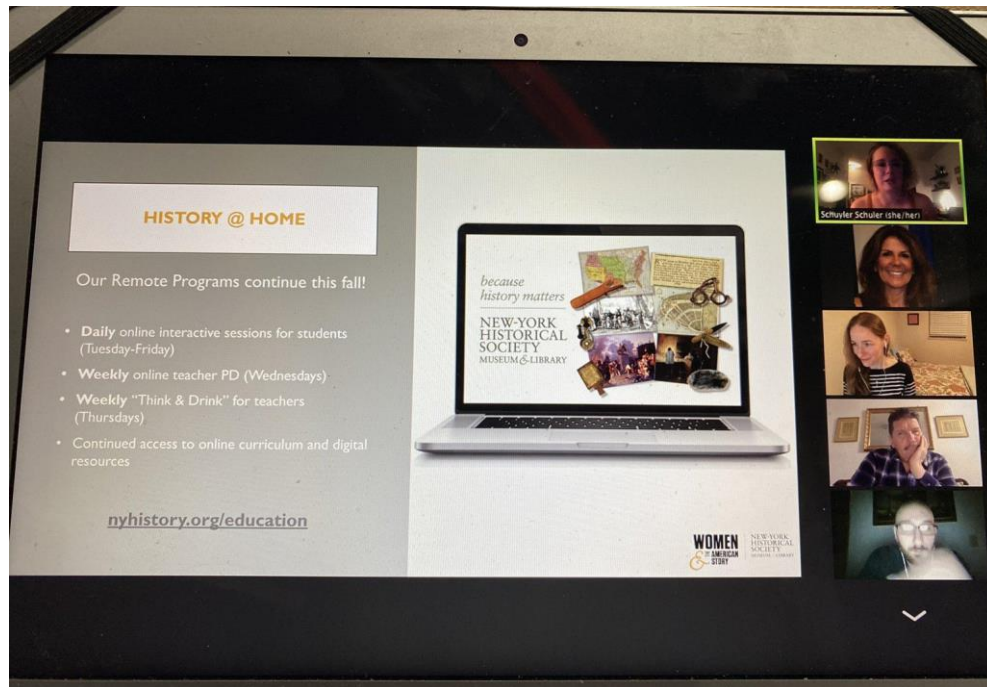 HISTORY @ HOME
Our Remote Programs continue this fall!
• Daily online interactive sessions for students
(Tuesday-Friday)
• Weekly online teacher PD (Wednesdays)
• Weekly "Think & Drink" for teachers
(Thursdays)
• Continued access to online curriculum and digital
resources
nyhistory.org/education
because
history matters
NEW-YORK
HISTORICAL
SOCIETY
MUSEUM & LIBRARY
WOMEN
& THE AMERICAN
STORY
NEW-YORK
HISTORICAL
SOCIETY
MUSEUM & LIBRARY
Schuyler Schuler (she/her)